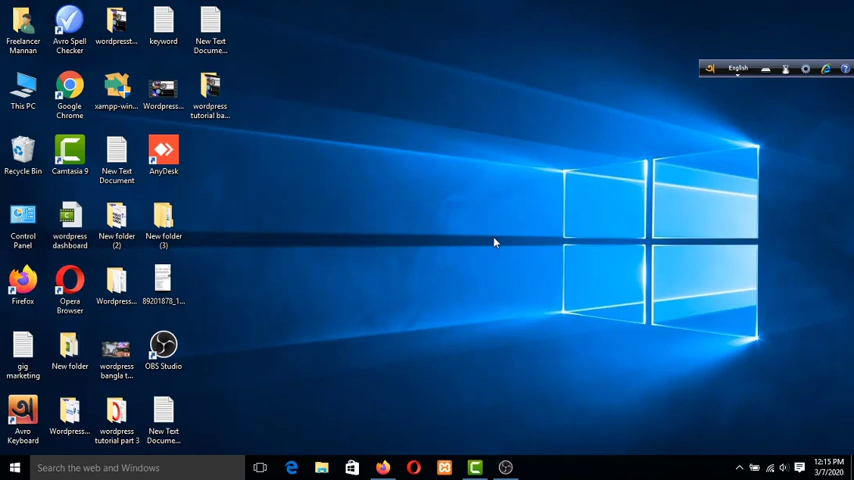 Freelancer
Mannan
Avro Spell
Checker
wordpresst...
keyword
New Text
Docume...
This PC
Google
Chrome
xampp-win...
Wordpress...
wordpress
tutorial ba...
Recycle Bin
Camtasia 9
New Text
Document
AnyDesk
Control
Panel
wordpress
dashboard
New folder
(2)
New folder
(3)
Firefox
Opera
Browser
Wordpress...
89201878_1...
gig
marketing
New folder
wordpress
bangla t...
OBS Studio
Avro
Keyboard
Wordpress...
wordpress
tutorial part 3
New Text
Docume...
অ English
Search the web and Windows
12:15 PM
3/7/2020